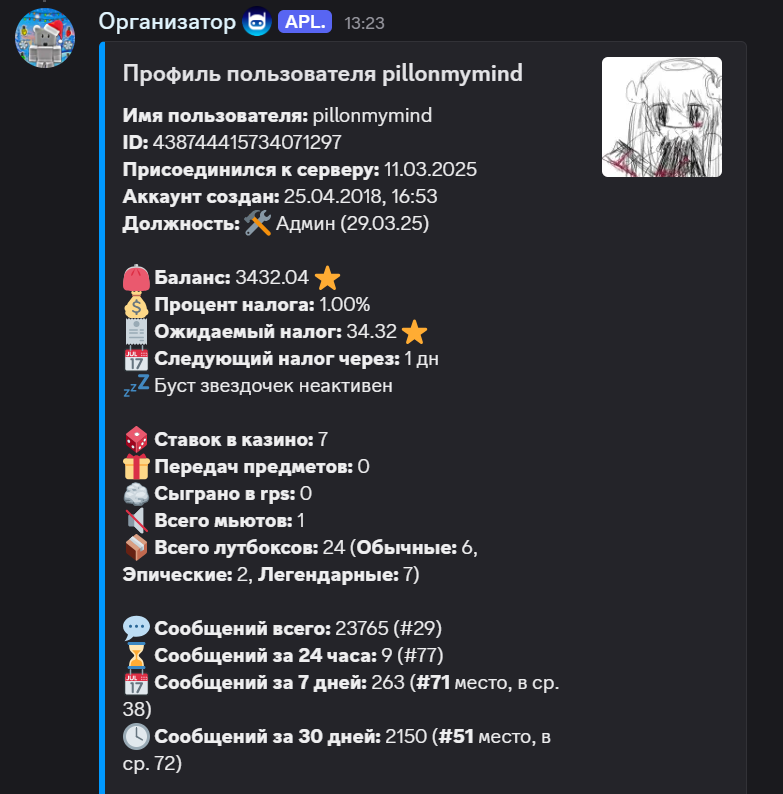 Организатор APL. 13:23
Профиль пользователя pillonmymind
Имя пользователя: pillonmymind
ID: 438744415734071297
Присоединился к серверу: 11.03.2025
Аккаунт создан: 25.04.2018, 16:53
Должность: Админ (29.03.25)
Баланс: 3432.04
Процент налога: 1.00%
Ожидаемый налог: 34.32
JUL 17 Следующий налог через: 1 дн
zzZ Буст звездочек неактивен
Ставок в казино: 7
Передач предметов: 0
Сыграно в rps: 0
Всего мьютов: 1
Всего лутбоксов: 24 (Обычные: 6,
Эпические: 2, Легендарные: 7)
Сообщений всего: 23765 (#29)
Сообщений за 24 часа: 9 (#77)
JUL 17 Сообщений за 7 дней: 263 (#71 место, в ср.
38)
Сообщений за 30 дней: 2150 (#51 место, в
ср. 72)